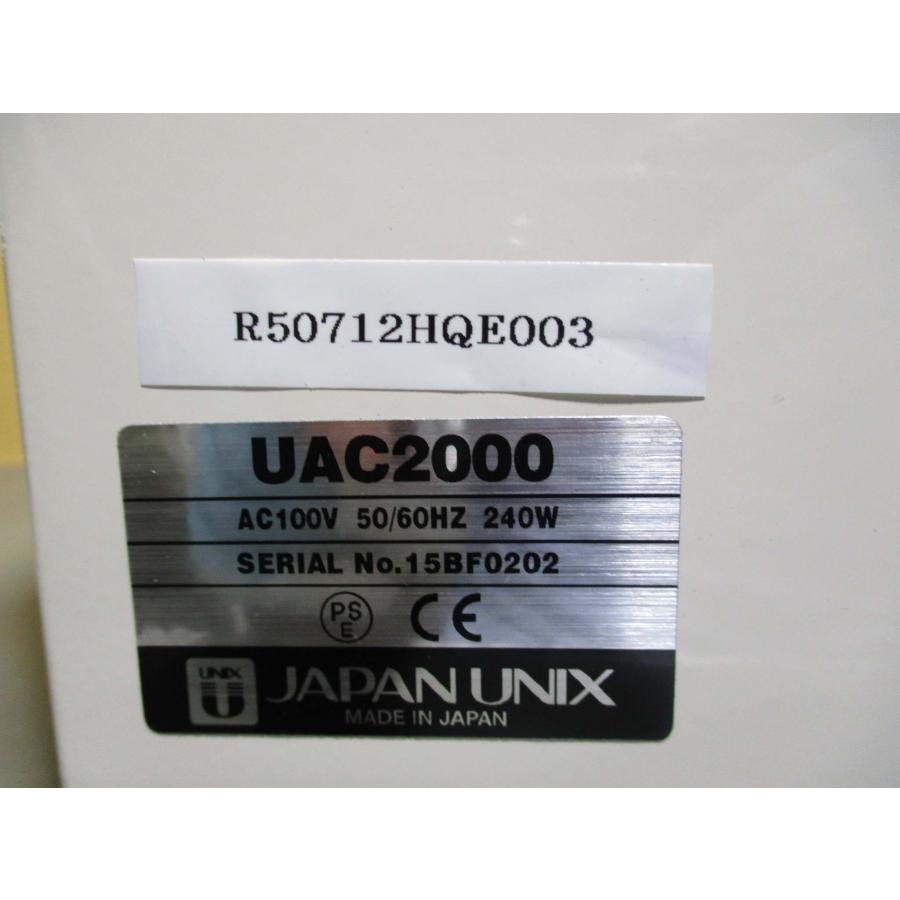 R50712HQE003
UAC2000
AC100V 50/60HZ 240W
SERIAL No.15BF0202
PS
E
CE
UNIX
JAPAN UNIX
MADE IN JAPAN